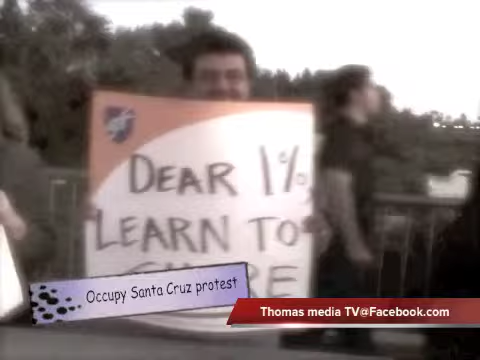 DEAR 1%,
LEARN TO
Occupy Santa Cruz protest
Thomas media TV@Facebook.com